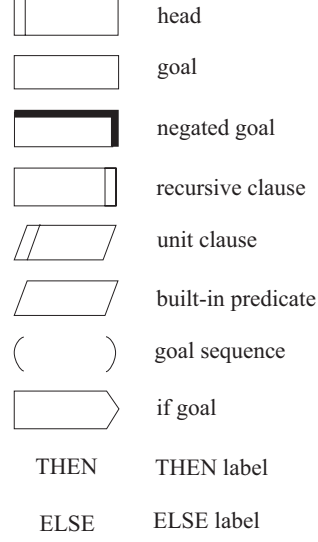 head
goal
negated goal
recursive clause
unit clause
built-in predicate
goal sequence
if goal
THEN THEN label
ELSE ELSE label